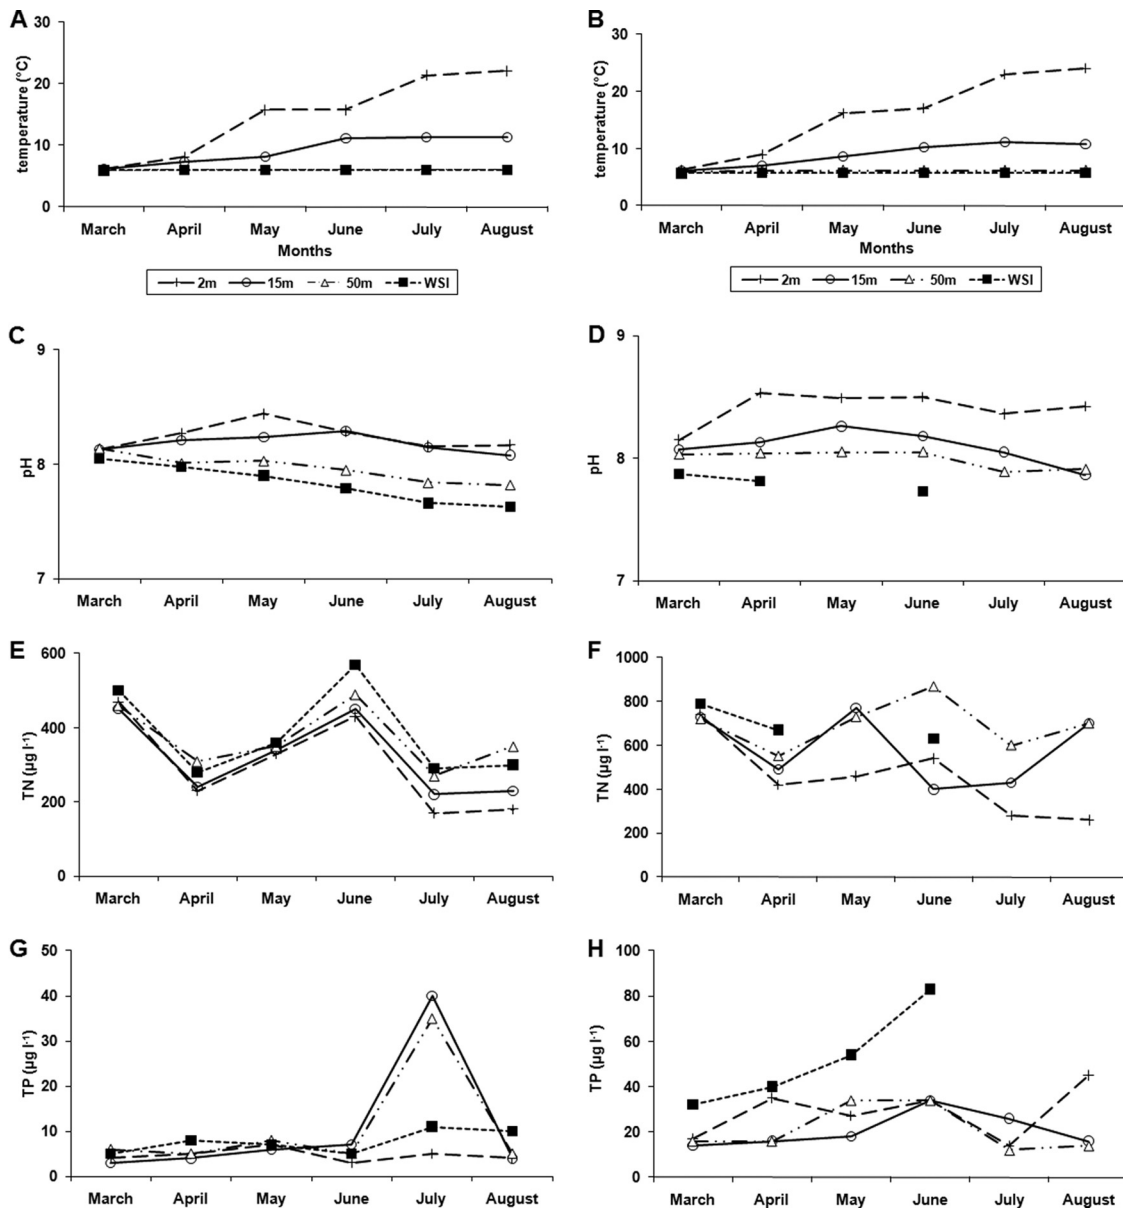 A
B
temperature (°C)
30
20
10
0
March April May June July August
Months
2m 15m 50m WSI
temperature (°C)
30
20
10
0
March April May June July August
Months
2m 15m 50m WSI
C
D
pH
9
8
7
March April May June July August
pH
9
8
7
March April May June July August
E
F
TN (µg l-1)
600
400
200
0
March April May June July August
TN (µg l-1)
1000
800
600
400
200
0
March April May June July August
G
H
TP (µg l-1)
50
40
30
20
10
0
March April May June July August
TP (µg l-1)
100
80
60
40
20
0
March April May June July August